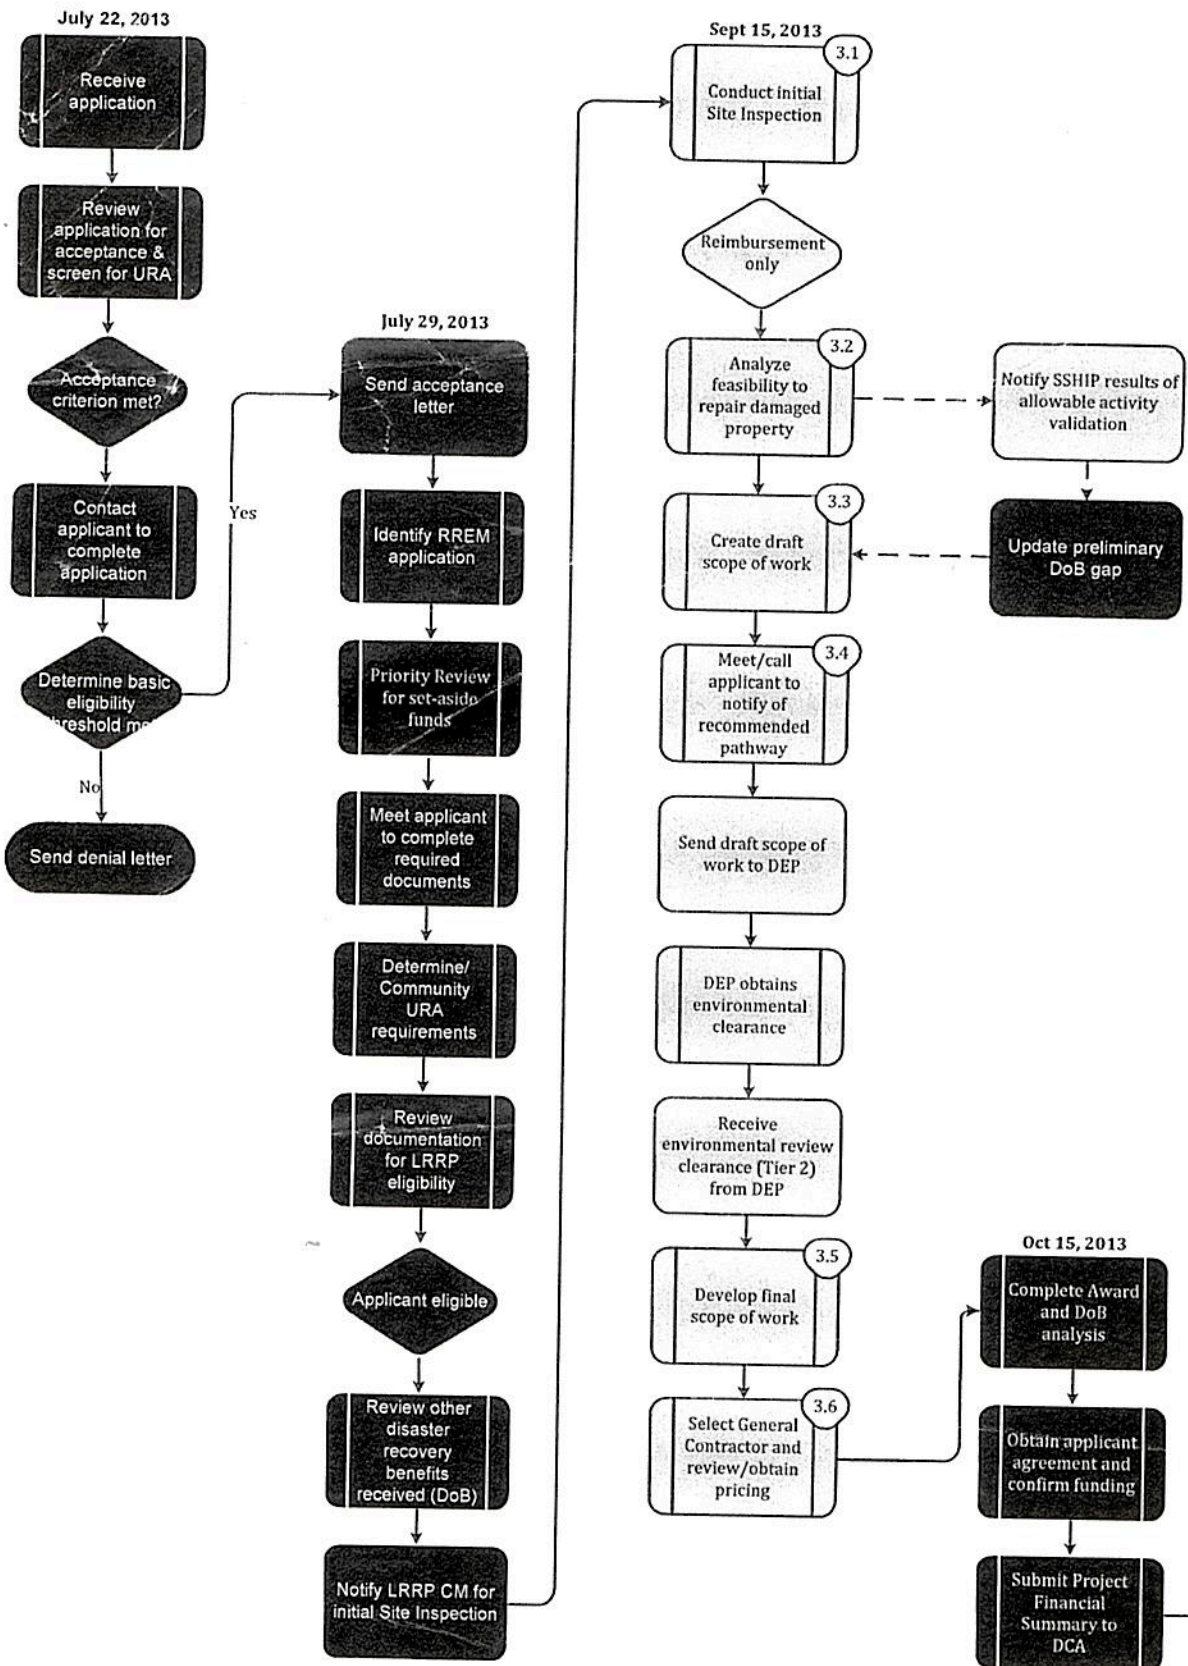 July 22, 2013
Receive
application
Review
application for
acceptance &
screen for URA
Acceptance
criterion met?
Contact
applicant to
complete
application
Determine basic
eligibility
threshold me
Yes
No
Send denial letter
July 29, 2013
Send acceptance
letter
Identify RREM
application
Priority Review
for set-aside
funds
Meet applicant
to complete
required
documents
Determine/
Community
URA
requirements
Review
documentation
for LRRP
eligibility
Applicant eligible
Review other
disaster
recovery
benefits
received (DoB)
Notify LRRP CM for
initial Site Inspection
Sept 15, 2013
3.1
Conduct initial
Site Inspection
Reimbursement
only
3.2
Analyze
feasibility to
repair damaged
property
Notify SSHIP results of
allowable activity
validation
Update preliminary
DoB gap
3.3
Create draft
scope of work
3.4
Meet/call
applicant to
notify of
recommended
pathway
Send draft scope of
work to DEP
DEP obtains
environmental
clearance
Receive
environmental review
clearance (Tier 2)
from DEP
3.5
Develop final
scope of work
3.6
Select General
Contractor and
review/obtain
pricing
Oct 15, 2013
Complete Award
and DoB
analysis
Obtain applicant
agreement and
confirm funding
Submit Project
Financial
Summary to
DCA